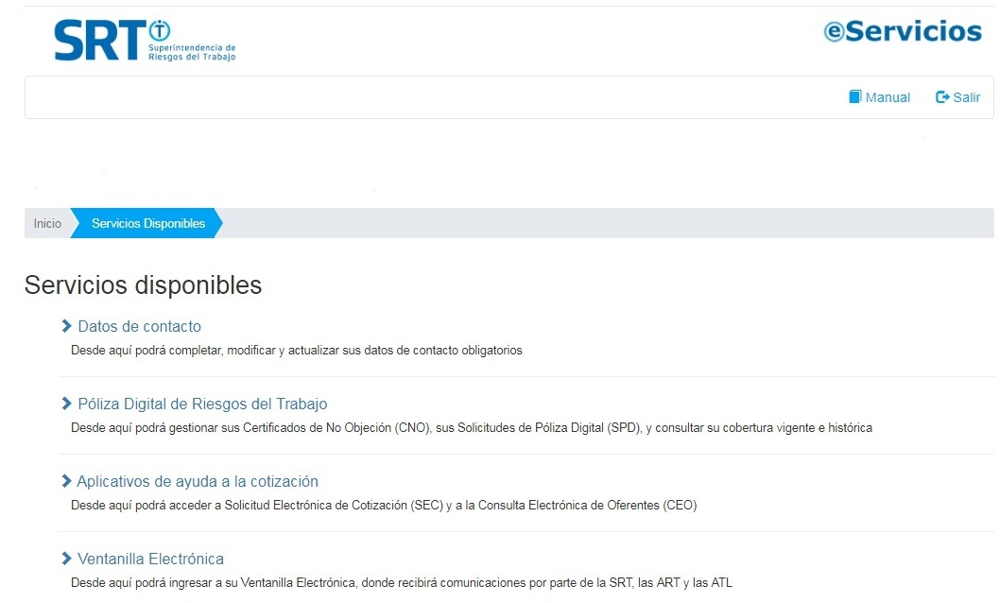 SRT Superintendencia de
Riesgos del Trabajo
eServicios
Manual Salir
Inicio Servicios Disponibles
Servicios disponibles
Datos de contacto
Desde aquí podrá completar, modificar y actualizar sus datos de contacto obligatorios
Póliza Digital de Riesgos del Trabajo
Desde aquí podrá gestionar sus Certificados de No Objeción (CNO), sus Solicitudes de Póliza Digital (SPD), y consultar su cobertura vigente e histórica
Aplicativos de ayuda a la cotización
Desde aquí podrá acceder a Solicitud Electrónica de Cotización (SEC) y a la Consulta Electrónica de Oferentes (CEO)
Ventanilla Electrónica
Desde aquí podrá ingresar a su Ventanilla Electrónica, donde recibirá comunicaciones por parte de la SRT, las ART y las ATL